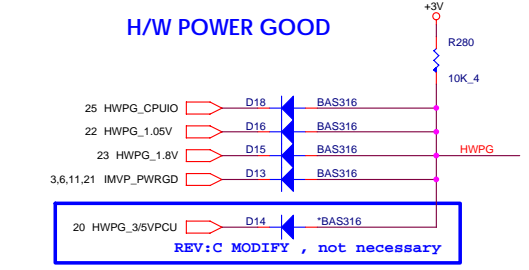 +3V
H/W POWER GOOD
R280
10K_4
25 HWPG_CPUIO D18 BAS316
22 HWPG_1.05V D16 BAS316
23 HWPG_1.8V D15 BAS316 HWPG
3,6,11,21 IMVP_PWRGD D13 BAS316
20 HWPG_3/5VPCU D14 *BAS316
REV:C MODIFY , not necessary